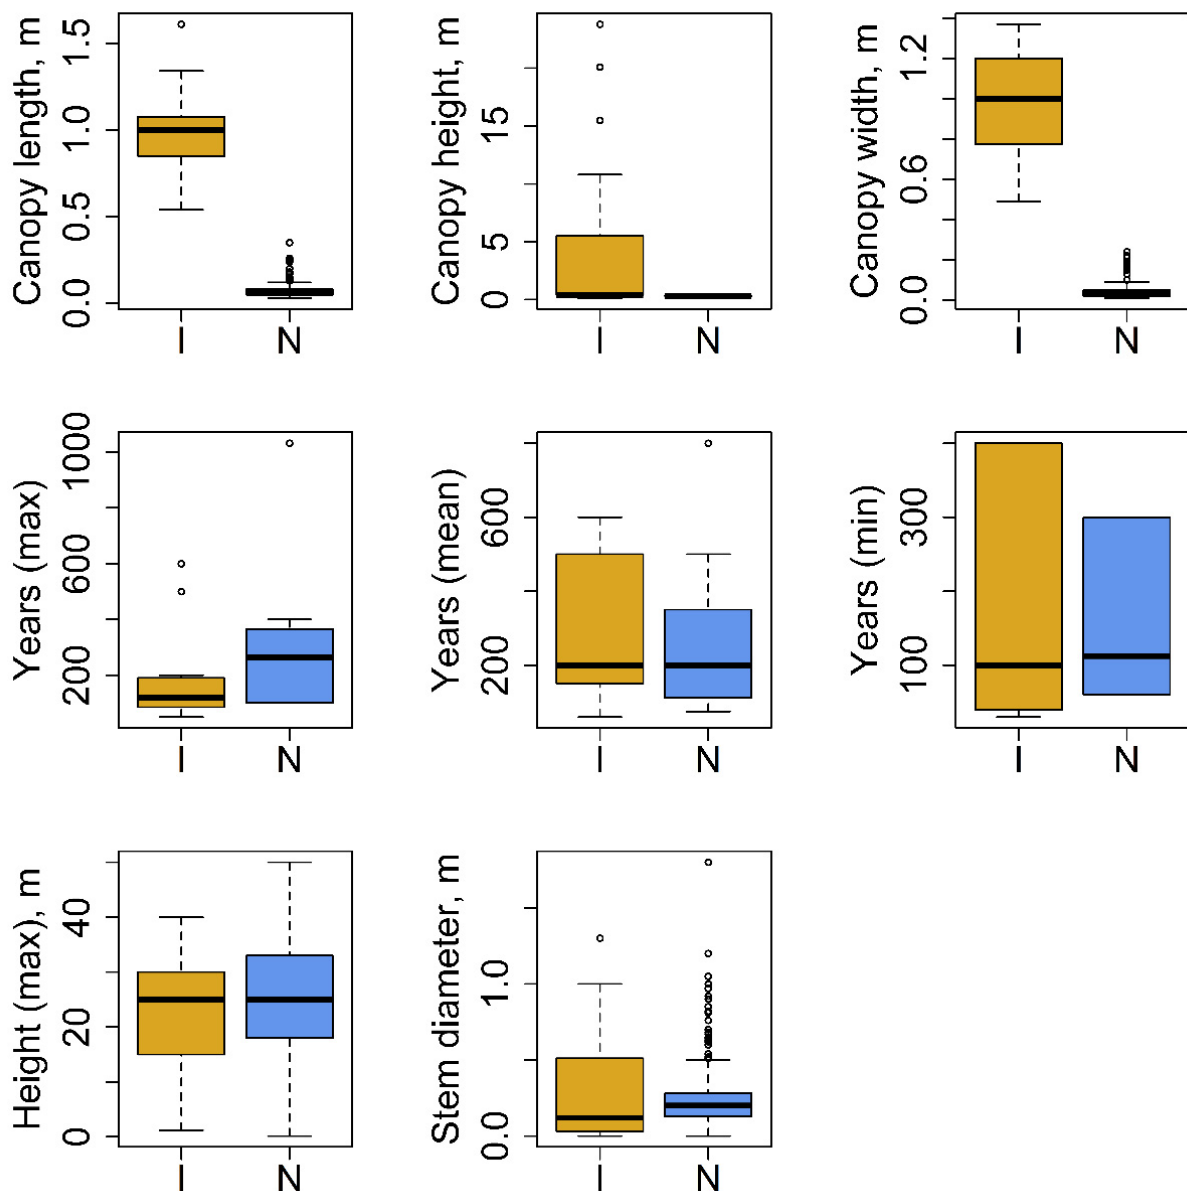 Canopy length, m
0.0 0.5 1.0 1.5
I N
Canopy height, m
0 5 15
I N
Canopy width, m
0.0 0.6 1.2
I N
Years (max)
200 600 1000
I N
Years (mean)
200 600
I N
Years (min)
100 300
I N
Height (max), m
0 20 40
I N
Stem diameter, m
0.0 1.0
I N